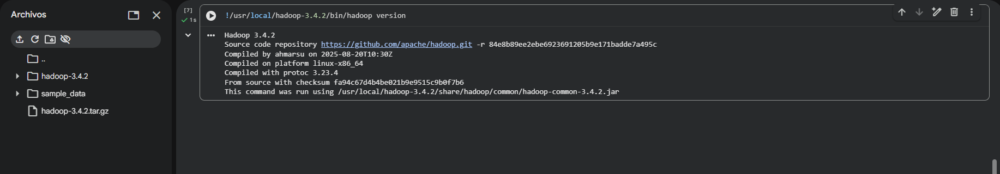 Archivos
..
hadoop-3.4.2
sample_data
hadoop-3.4.2.tar.gz
[7]
1s
!/usr/local/hadoop-3.4.2/bin/hadoop version
Hadoop 3.4.2
Source code repository https://github.com/apache/hadoop.git -r 84e8b89ee2ebe6923691205b9e171badde7a495c
Compiled by ahmarsu on 2025-08-20T10:30Z
Compiled on platform linux-x86_64
Compiled with protoc 3.23.4
From source with checksum fa94c67d4b4be021b9e9515c9b0f7b6
This command was run using /usr/local/hadoop-3.4.2/share/hadoop/common/hadoop-common-3.4.2.jar